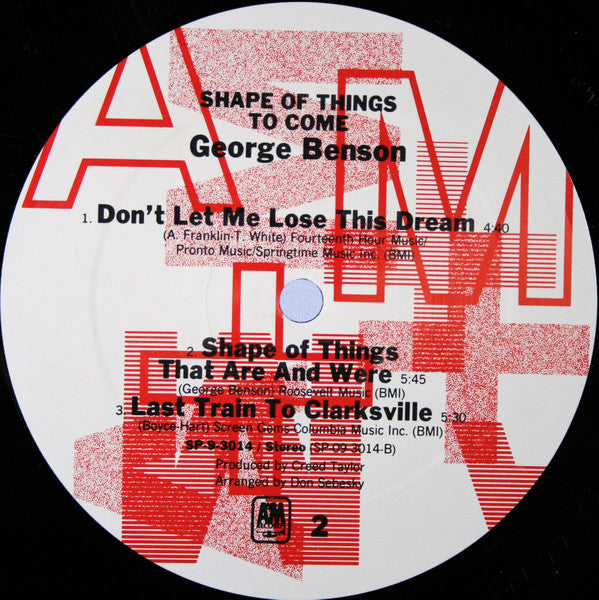 A M
SHAPE OF THINGS
TO COME
George Benson
1. Don't Let Me Lose This Dream 4:40
(A. Franklin-T. White) Fourteenth Hour Music/
Pronto Music/Springtime Music Inc. (BMI)
2. Shape of Things
That Are And Were 5:45
(George Benson) Roosevelt Music (BMI)
3. Last Train To Clarksville 5:30
(Boyce-Hart) Screen Gems-Columbia Music Inc. (BMI)
SP-9-3014 / Stereo (SP-09-3014-B)
Produced by Creed Taylor
Arranged by Don Sebesky
A&M
RECORDS
2